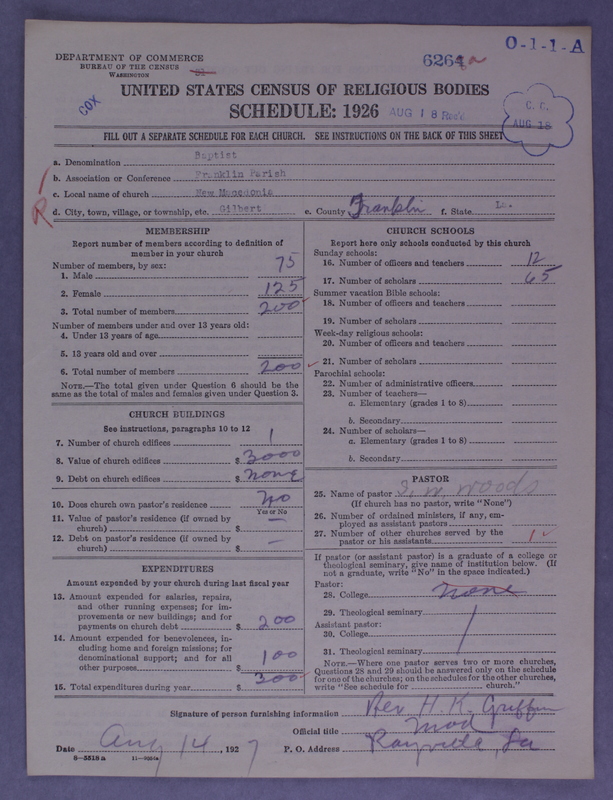 DEPARTMENT OF COMMERCE
BUREAU OF THE CENSUS
WASHINGTON
6264a
O-1-1-A
COX
UNITED STATES CENSUS OF RELIGIOUS BODIES
SCHEDULE: 1926
AUG 18 Rec'd
C. C.
AUG 18
FILL OUT A SEPARATE SCHEDULE FOR EACH CHURCH. SEE INSTRUCTIONS ON THE BACK OF THIS SHEET
a. Denomination Baptist
b. Association or Conference Franklin Parish
c. Local name of church New Macedonia
d. City, town, village, or township, etc. Gilbert e. County Franklin f. State La.
R
MEMBERSHIP
Report number of members according to definition of
member in your church
Number of members, by sex:
1. Male 75
2. Female 125
3. Total number of members 200
Number of members under and over 13 years old:
4. Under 13 years of age
5. 13 years old and over
6. Total number of members 200
NOTE.—The total given under Question 6 should be the
same as the total of males and females given under Question 3.
CHURCH BUILDINGS
See instructions, paragraphs 10 to 12
7. Number of church edifices 1
8. Value of church edifices $ 3000
9. Debt on church edifices $ none
10. Does church own pastor's residence no
Yes or No
11. Value of pastor's residence (if owned by
church) $ —
12. Debt on pastor's residence (if owned by
church) $ —
EXPENDITURES
Amount expended by your church during last fiscal year
13. Amount expended for salaries, repairs,
and other running expenses; for im-
provements or new buildings; and for
payments on church debt $ 200
14. Amount expended for benevolences, in-
cluding home and foreign missions; for
denominational support; and for all
other purposes $ 100
15. Total expenditures during year $ 300
CHURCH SCHOOLS
Report here only schools conducted by this church
Sunday schools:
16. Number of officers and teachers 12
17. Number of scholars 65
Summer vacation Bible schools:
18. Number of officers and teachers
19. Number of scholars
Week-day religious schools:
20. Number of officers and teachers
21. Number of scholars
Parochial schools:
22. Number of administrative officers
23. Number of teachers—
a. Elementary (grades 1 to 8)
b. Secondary
24. Number of scholars—
a. Elementary (grades 1 to 8)
b. Secondary
PASTOR
25. Name of pastor S. W. Woods
(If church has no pastor, write "None")
26. Number of ordained ministers, if any, em-
ployed as assistant pastors
27. Number of other churches served by the
pastor or his assistants 1
If pastor (or assistant pastor) is a graduate of a college or
theological seminary, give name of institution below. (If
not a graduate, write "No" in the space indicated.)
Pastor:
28. College none
29. Theological seminary
Assistant pastor:
30. College
31. Theological seminary
NOTE.—Where one pastor serves two or more churches,
Questions 28 and 29 should be answered only on the schedule
for one of the churches; on the schedules for the other churches,
write "See schedule for church."
Signature of person furnishing information Rev H. K. Griffin
Official title Mod
Date Aug 14, 1927 P. O. Address Rayville, La
8-5518a